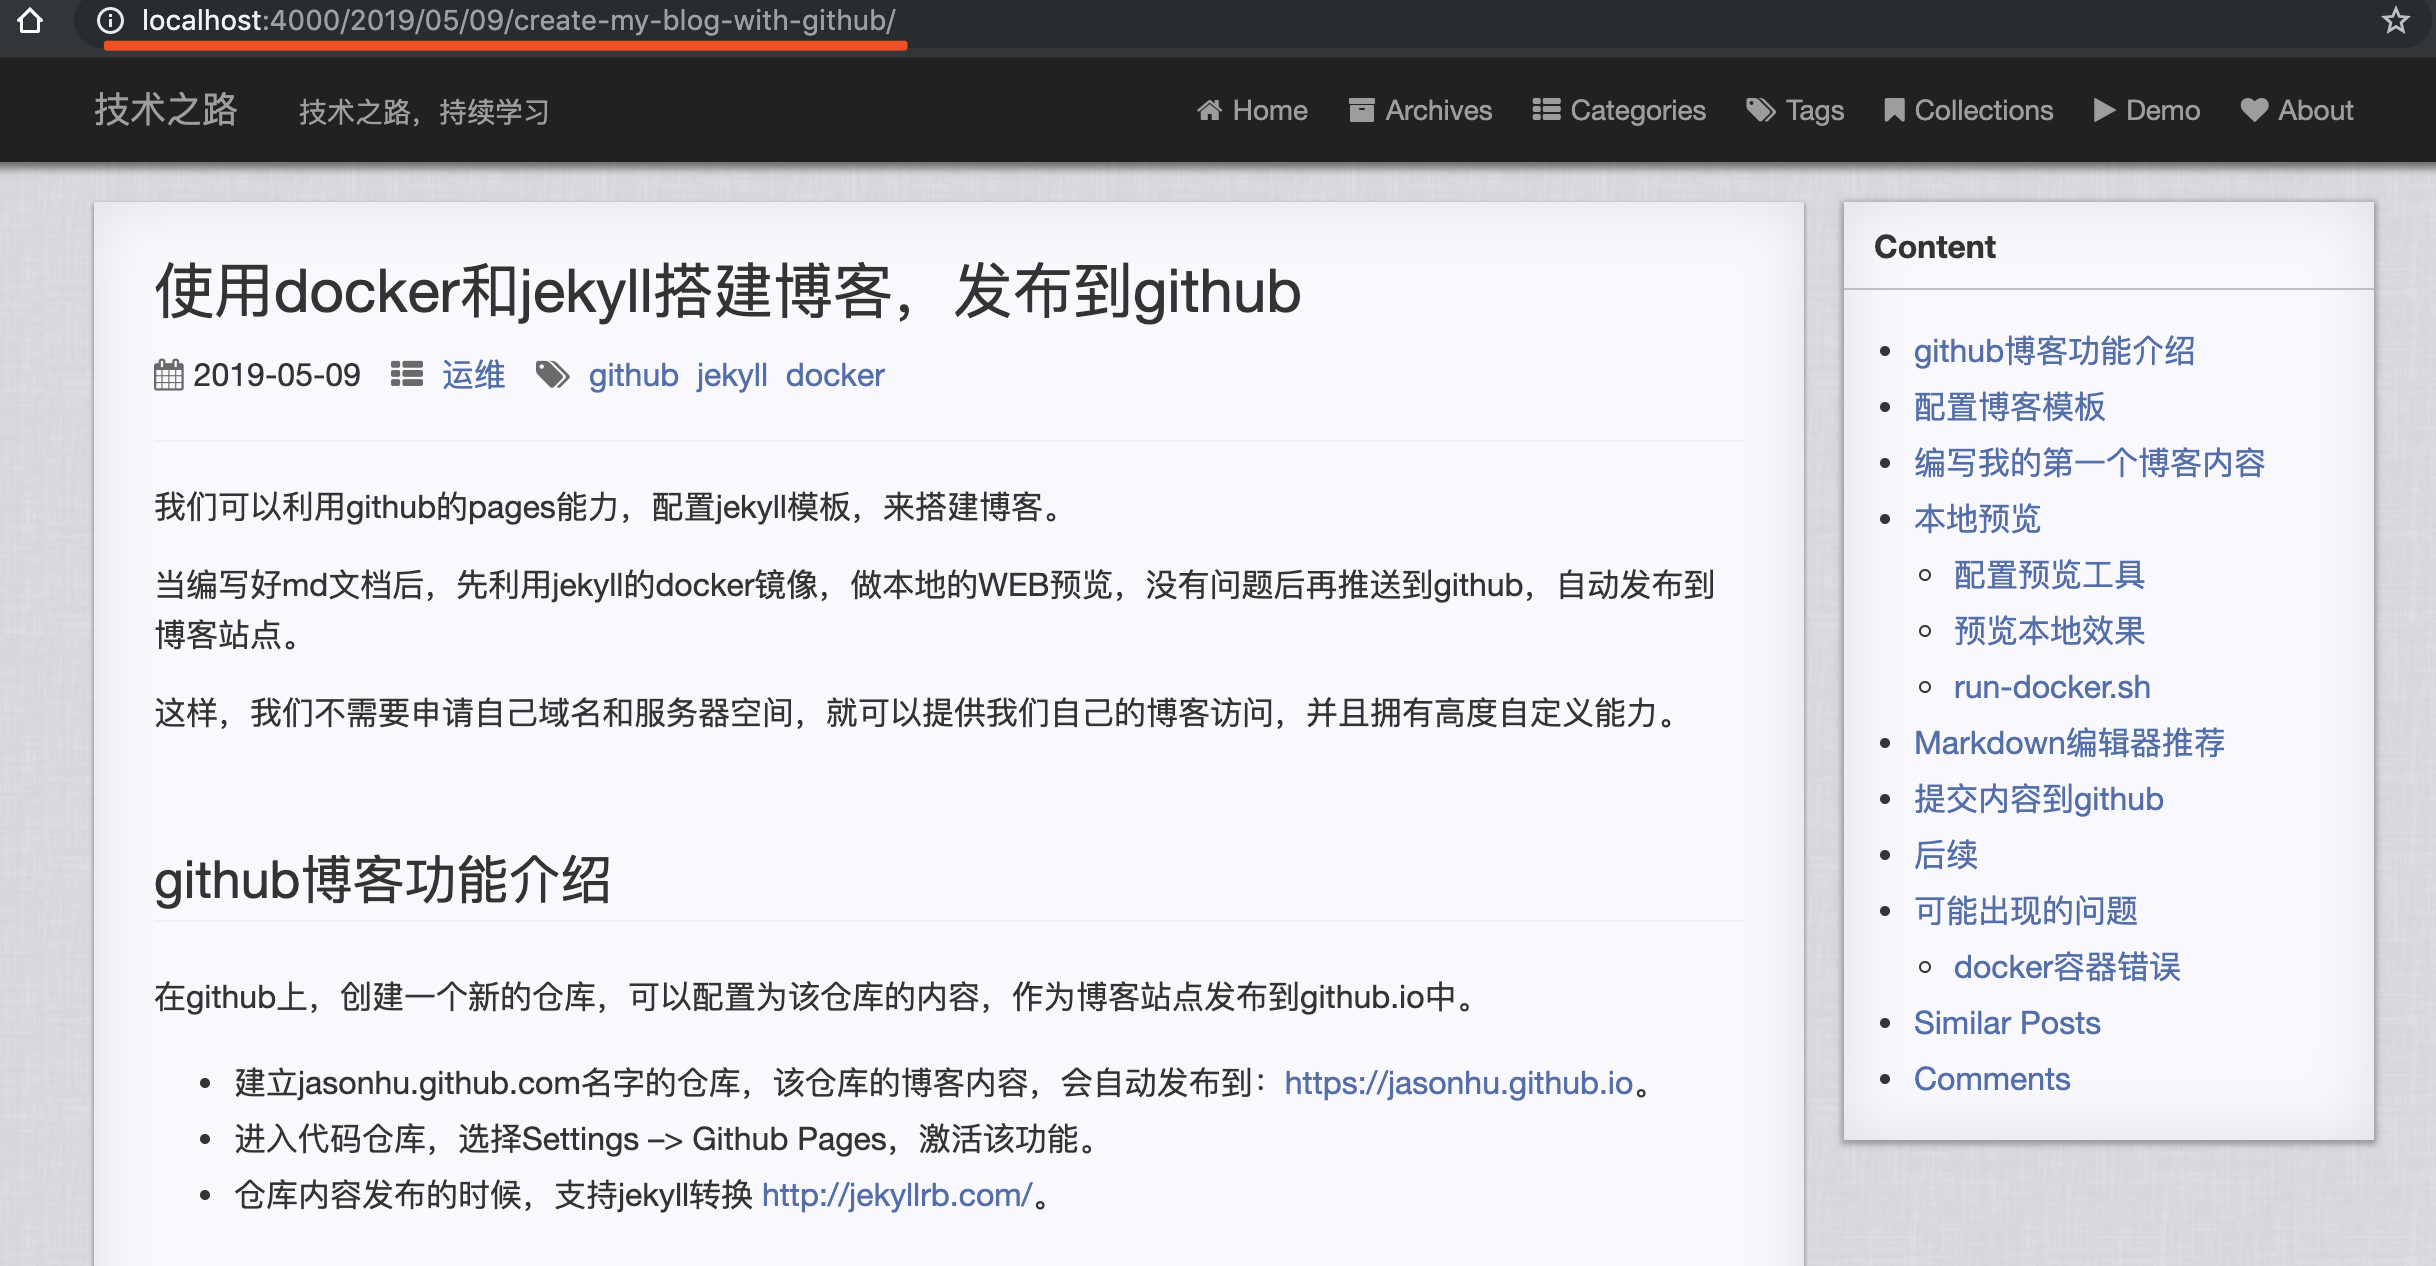 localhost:4000/2019/05/09/create-my-blog-with-github/
技术之路 技术之路，持续学习 Home Archives Categories Tags Collections Demo About
使用docker和jekyll搭建博客，发布到github
2019-05-09 运维 github jekyll docker
我们可以利用github的pages能力，配置jekyll模板，来搭建博客。
当编写好md文档后，先利用jekyll的docker镜像，做本地的WEB预览，没有问题后再推送到github，自动发布到
博客站点。
这样，我们不需要申请自己域名和服务器空间，就可以提供我们自己的博客访问，并且拥有高度自定义能力。
github博客功能介绍
在github上，创建一个新的仓库，可以配置为该仓库的内容，作为博客站点发布到github.io中。
• 建立jasonhu.github.com名字的仓库，该仓库的博客内容，会自动发布到：https://jasonhu.github.io。
• 进入代码仓库，选择Settings –> Github Pages，激活该功能。
• 仓库内容发布的时候，支持jekyll转换 http://jekyllrb.com/。
Content
• github博客功能介绍
• 配置博客模板
• 编写我的第一个博客内容
• 本地预览
◦ 配置预览工具
◦ 预览本地效果
◦ run-docker.sh
• Markdown编辑器推荐
• 提交内容到github
• 后续
• 可能出现的问题
◦ docker容器错误
• Similar Posts
• Comments